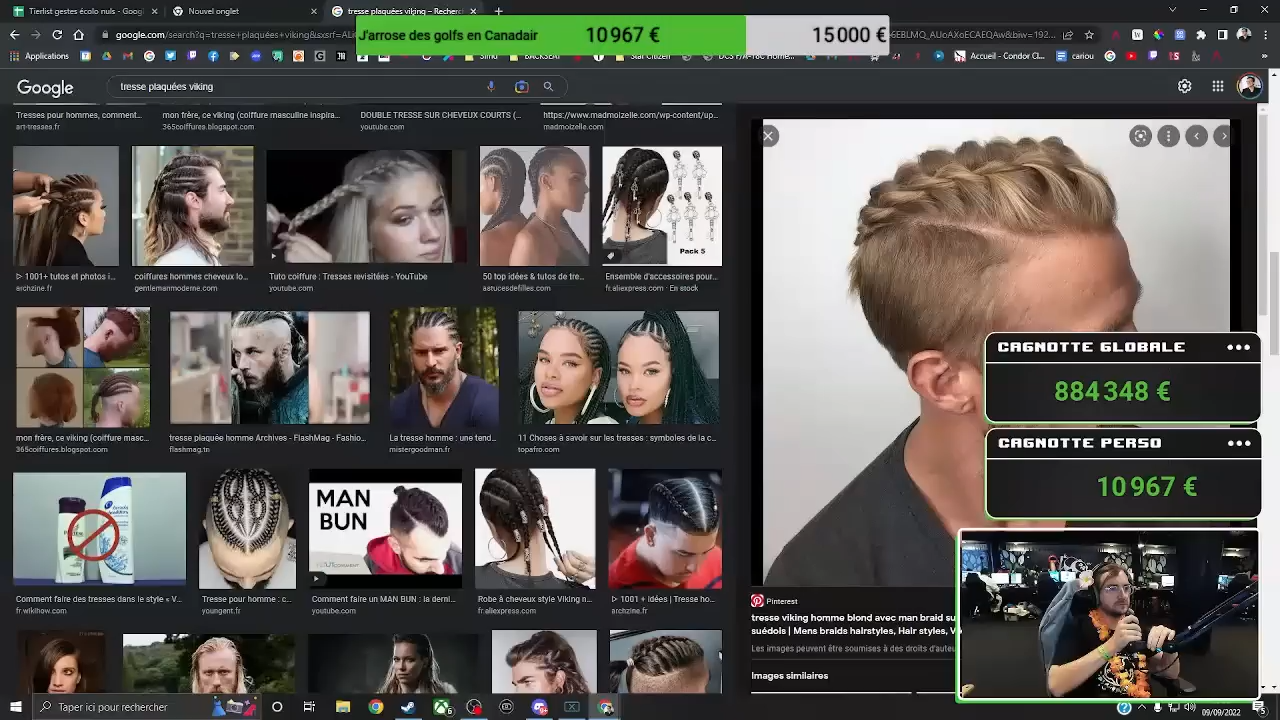 Tierlist gestes écolo nuls - Goog
Nouvel onglet
tresse plaquées viking - Recherc
J'arrose des golfs en Canadair
10 967 €
15 000 €
Applications
Star Citizen
Accueil - Condor Cl...
cariou
Google
tresse plaquées viking
Tresses pour hommes, comment...
art-tresses.fr
mon frère, ce viking (coiffure masculine inspira...
365coiffures.blogspot.com
DOUBLE TRESSE SUR CHEVEUX COURTS (...
youtube.com
https://www.madmoizelle.com/wp-content/up...
madmoizelle.com
Pack 5
▷ 1001+ tutos et photos i...
archzine.fr
coiffures hommes cheveux lo...
gentlemanmoderne.com
Tuto coiffure : Tresses revisitées - YouTube
youtube.com
50 top idées & tutos de tre...
astucesdefilles.com
Ensemble d'accessoires pour...
fr.aliexpress.com · En stock
mon frère, ce viking (coiffure masc...
365coiffures.blogspot.com
tresse plaquée homme Archives - FlashMag - Fashio...
flashmag.tn
La tresse homme : une tend...
mistergoodman.fr
11 Choses à savoir sur les tresses : symboles de la c...
topafro.com
MAN
BUN
Comment faire des tresses dans le style « V...
fr.wikihow.com
Tresse pour homme : c...
youngent.fr
Comment faire un MAN BUN : la derni...
youtube.com
Robe à cheveux style Viking n...
fr.aliexpress.com
▷ 1001 + idées | Tresse ho...
archzine.fr
Pinterest
tresse viking homme blond avec man braid su
suédois | Mens braids hairstyles, Hair styles, V
Les images peuvent être soumises à des droits d'auteu
Images similaires
CAGNOTTE GLOBALE
884 348 €
CAGNOTTE PERSO
10 967 €
Taper ici pour rechercher
09/09/2022